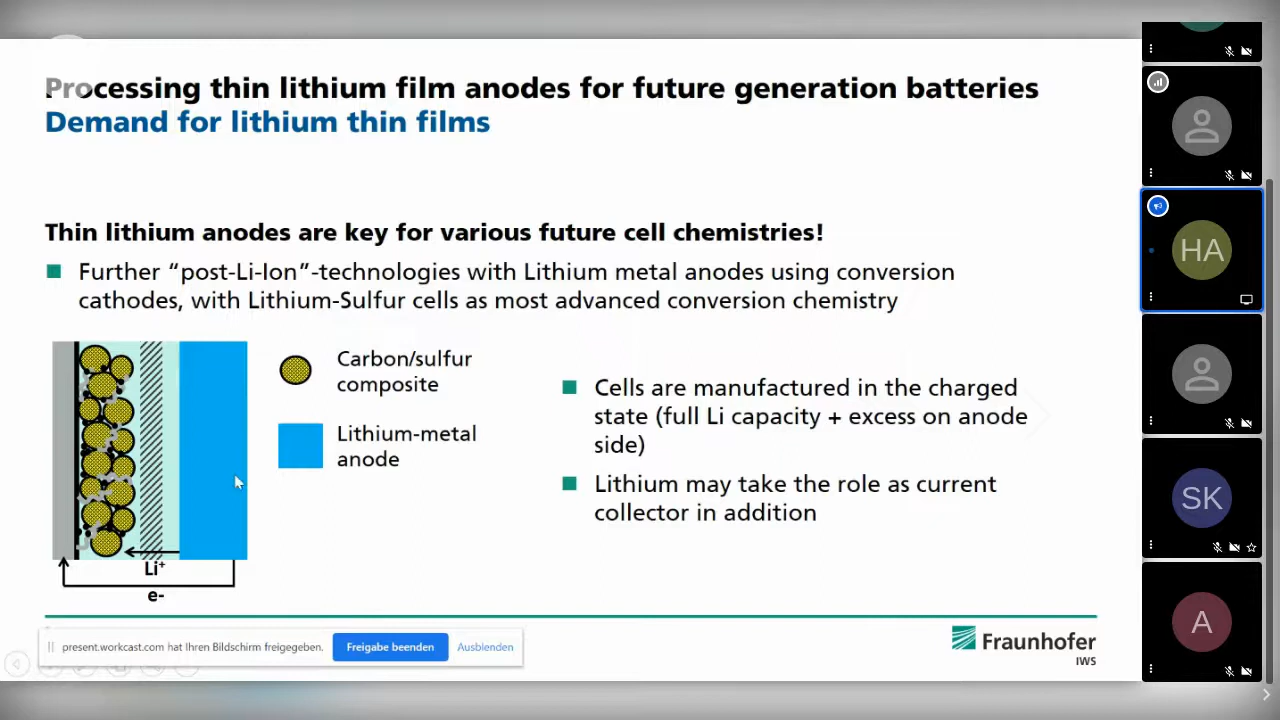 Processing thin lithium film anodes for future generation batteries
Demand for lithium thin films
Thin lithium anodes are key for various future cell chemistries!
Further “post-Li-Ion”-technologies with Lithium metal anodes using conversion
cathodes, with Lithium-Sulfur cells as most advanced conversion chemistry
Carbon/sulfur
composite
Lithium-metal
anode
Li⁺
e-
Cells are manufactured in the charged
state (full Li capacity + excess on anode
side)
Lithium may take the role as current
collector in addition
present.workcast.com hat Ihren Bildschirm freigegeben.
Freigabe beenden
Ausblenden
Fraunhofer
IWS
HA
SK
A